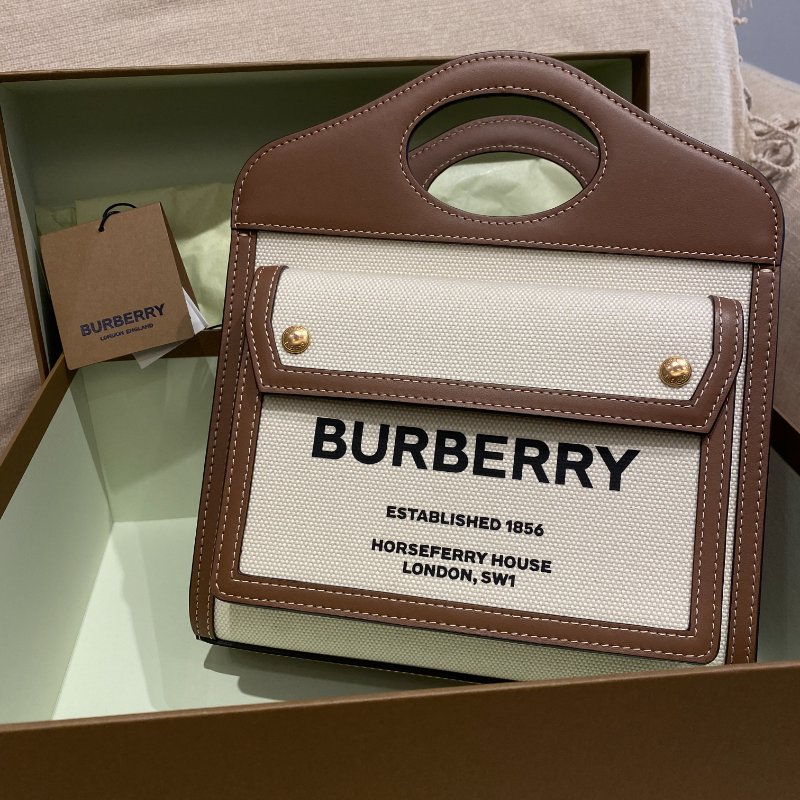 BURBERRY
LONDON, ENGLAND
BURBERRY
ESTABLISHED 1856
HORSEFERRY HOUSE
LONDON, SW1